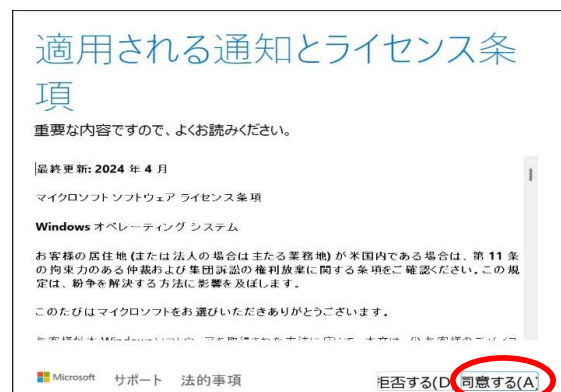 適用される通知とライセンス条
項
重要な内容ですので、よくお読みください。
最終更新: 2024 年 4 月
マイクロソフト ソフトウェア ライセンス条項
Windows オペレーティング システム
お客様の居住地 (または法人の場合は主たる業務地) が米国内である場合は、第 11 条
の拘束力のある仲裁および集団訴訟の権利放棄に関する条項をご確認ください。この規
定は、紛争を解決する方法に影響を及ぼします。
このたびはマイクロソフトをお選びいただきありがとうございます。
Microsoft サポート 法的事項 拒否する(D 同意する(A)